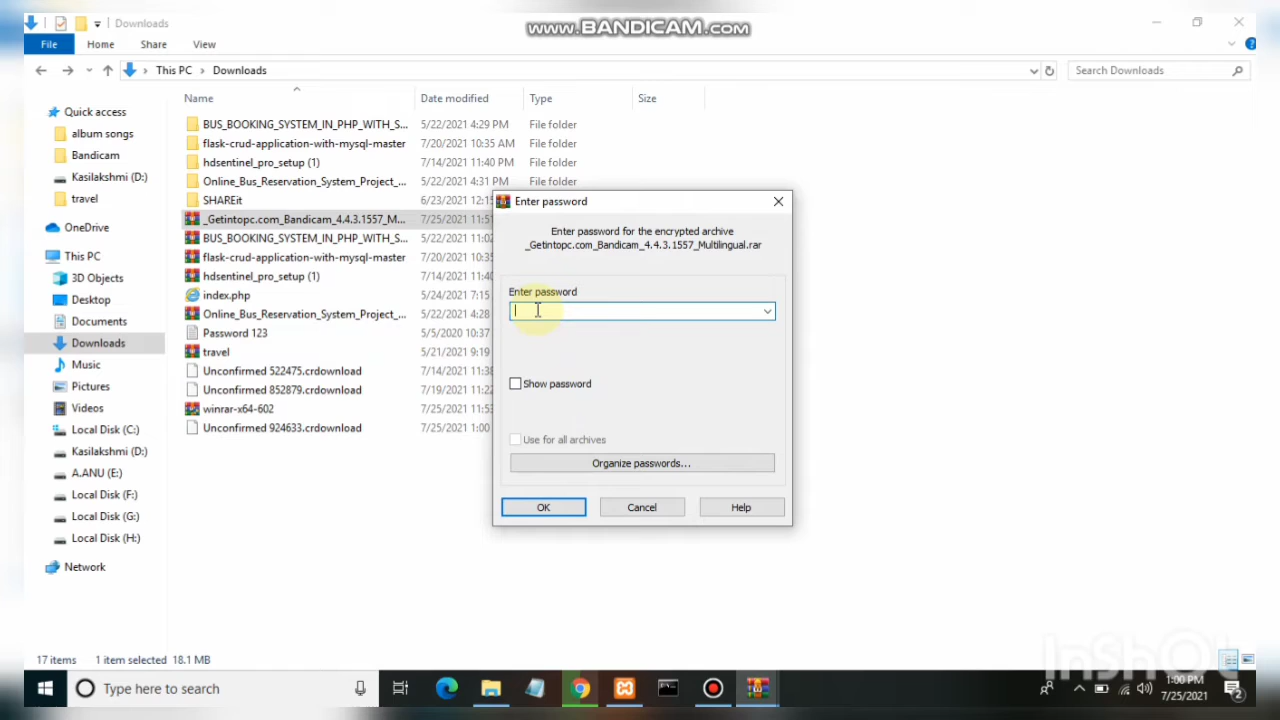 Downloads
www.BANDICAM.com
File Home Share View
This PC Downloads Search Downloads
Name Date modified Type Size
Quick access
album songs
Bandicam
Kasilakshmi (D:)
travel
OneDrive
This PC
3D Objects
Desktop
Documents
Downloads
Music
Pictures
Videos
Local Disk (C:)
Kasilakshmi (D:)
A.ANU (E:)
Local Disk (F:)
Local Disk (G:)
Local Disk (H:)
Network
BUS_BOOKING_SYSTEM_IN_PHP_WITH_S... 5/22/2021 4:29 PM File folder
flask-crud-application-with-mysql-master 7/20/2021 10:35 AM File folder
hdsentinel_pro_setup (1) 7/14/2021 11:40 PM File folder
Online_Bus_Reservation_System_Project_... 5/22/2021 4:31 PM File folder
SHAREit 6/23/2021 12:1
_Getintopc.com_Bandicam_4.4.3.1557_M... 7/25/2021 11:5
BUS_BOOKING_SYSTEM_IN_PHP_WITH_S... 5/22/2021 11:02
flask-crud-application-with-mysql-master 7/20/2021 10:35
hdsentinel_pro_setup (1) 7/14/2021 11:40
index.php 5/24/2021 7:15
Online_Bus_Reservation_System_Project_... 5/22/2021 4:28
Password 123 5/5/2020 10:37
travel 5/21/2021 9:19
Unconfirmed 522475.crdownload 7/14/2021 11:38
Unconfirmed 852879.crdownload 7/19/2021 11:22
winrar-x64-602 7/25/2021 11:53
Unconfirmed 924633.crdownload 7/25/2021 1:00
Enter password
Enter password for the encrypted archive
_Getintopc.com_Bandicam_4.4.3.1557_Multilingual.rar
Enter password
Show password
Use for all archives
Organize passwords...
OK Cancel Help
17 items 1 item selected 18.1 MB
InShOt
Type here to search
1:00 PM
7/25/2021
2